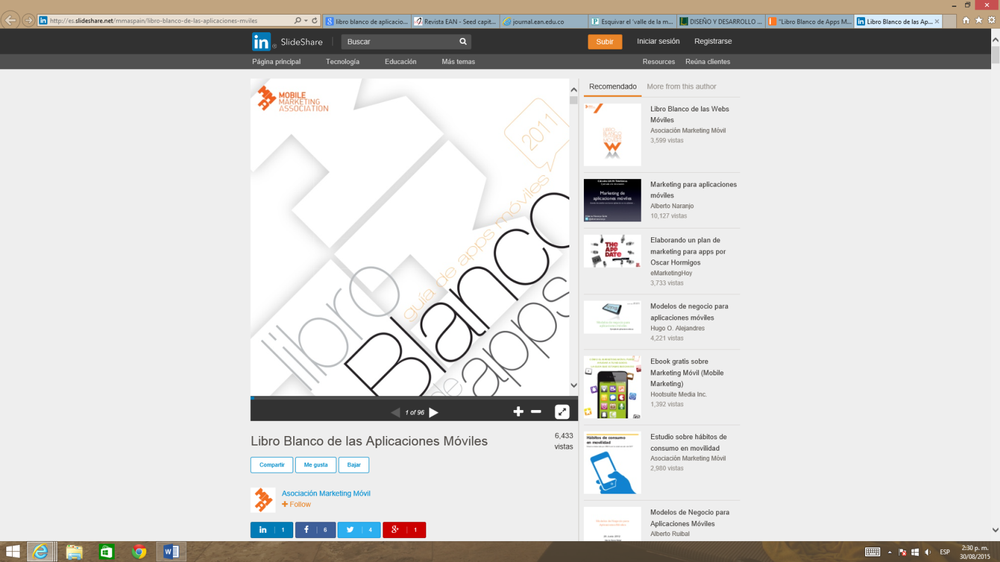 http://es.slideshare.net/mmaspain/libro-blanco-de-las-aplicaciones-mviles
libro blanco de aplicacio...
Revista EAN - Seed capit...
journal.ean.edu.co
Esquivar el 'valle de la m...
DISEÑO Y DESARROLLO ...
"Libro Blanco de Apps M...
Libro Blanco de las Ap...
in SlideShare
Buscar
Subir
Iniciar sesión
Registrarse
Página principal
Tecnología
Educación
Más temas
Resources
Reúna clientes
MOBILE
MARKETING
ASSOCIATION
2011
guía de apps móviles
libro
Blanco
de apps
1 of 96
Libro Blanco de las Aplicaciones Móviles
6,433
vistas
Compartir
Me gusta
Bajar
Asociación Marketing Móvil
+ Follow
in 1
f 6
4
g+ 1
Recomendado
More from this author
Libro Blanco de las Webs
Móviles
Asociación Marketing Móvil
3,599 vistas
Marketing de
aplicaciones móviles
Marketing para aplicaciones
móviles
Alberto Naranjo
10,127 vistas
THE
APP
DATE
Elaborando un plan de
marketing para apps por
Oscar Hormigos
eMarketingHoy
3,733 vistas
Modelos de negocio para
aplicaciones móviles
Hugo O. Alejandres
4,221 vistas
Ebook gratis sobre
Marketing Móvil (Mobile
Marketing)
Hootsuite Media Inc.
1,392 vistas
Hábitos de consumo
en movilidad
Estudio sobre hábitos de
consumo en movilidad
Asociación Marketing Móvil
2,980 vistas
Modelos de Negocio para
Aplicaciones Móviles
Alberto Ruibal
ESP
2:30 p. m.
30/08/2015